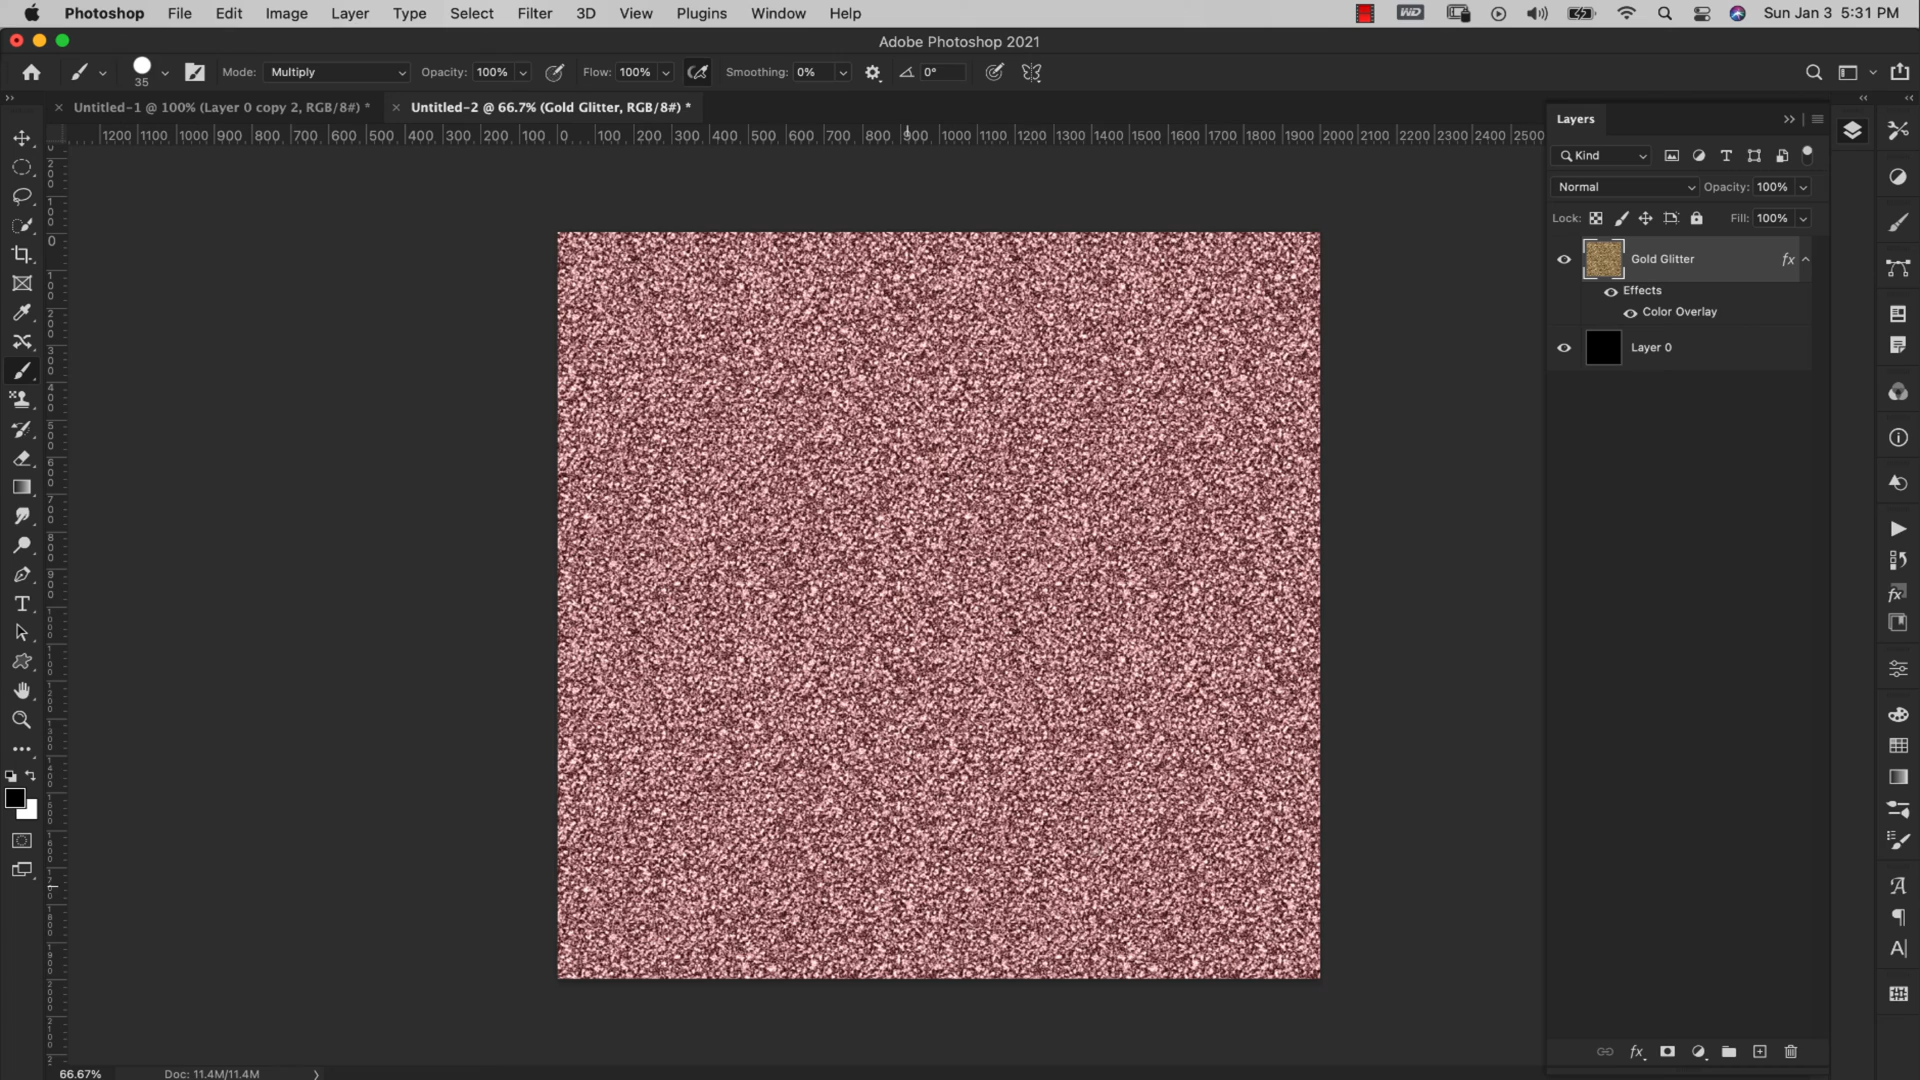 Photoshop File Edit Image Layer Type Select Filter 3D View Plugins Window Help WD Sun Jan 3 5:31 PM
Adobe Photoshop 2021
35 Mode: Multiply Opacity: 100% Flow: 100% Smoothing: 0% 0°
Untitled-1 @ 100% (Layer 0 copy 2, RGB/8#) * Untitled-2 @ 66.7% (Gold Glitter, RGB/8#) *
1200 1100 1000 900 800 700 600 500 400 300 200 100 0 100 200 300 400 500 600 700 800 900 1000 1100 1200 1300 1400 1500 1600 1700 1800 1900 2000 2100 2200 2300 2400 2500
Layers
Kind
Normal Opacity: 100%
Lock: Fill: 100%
Gold Glitter fx
Effects
Color Overlay
Layer 0
66.67% Doc: 11.4M/11.4M